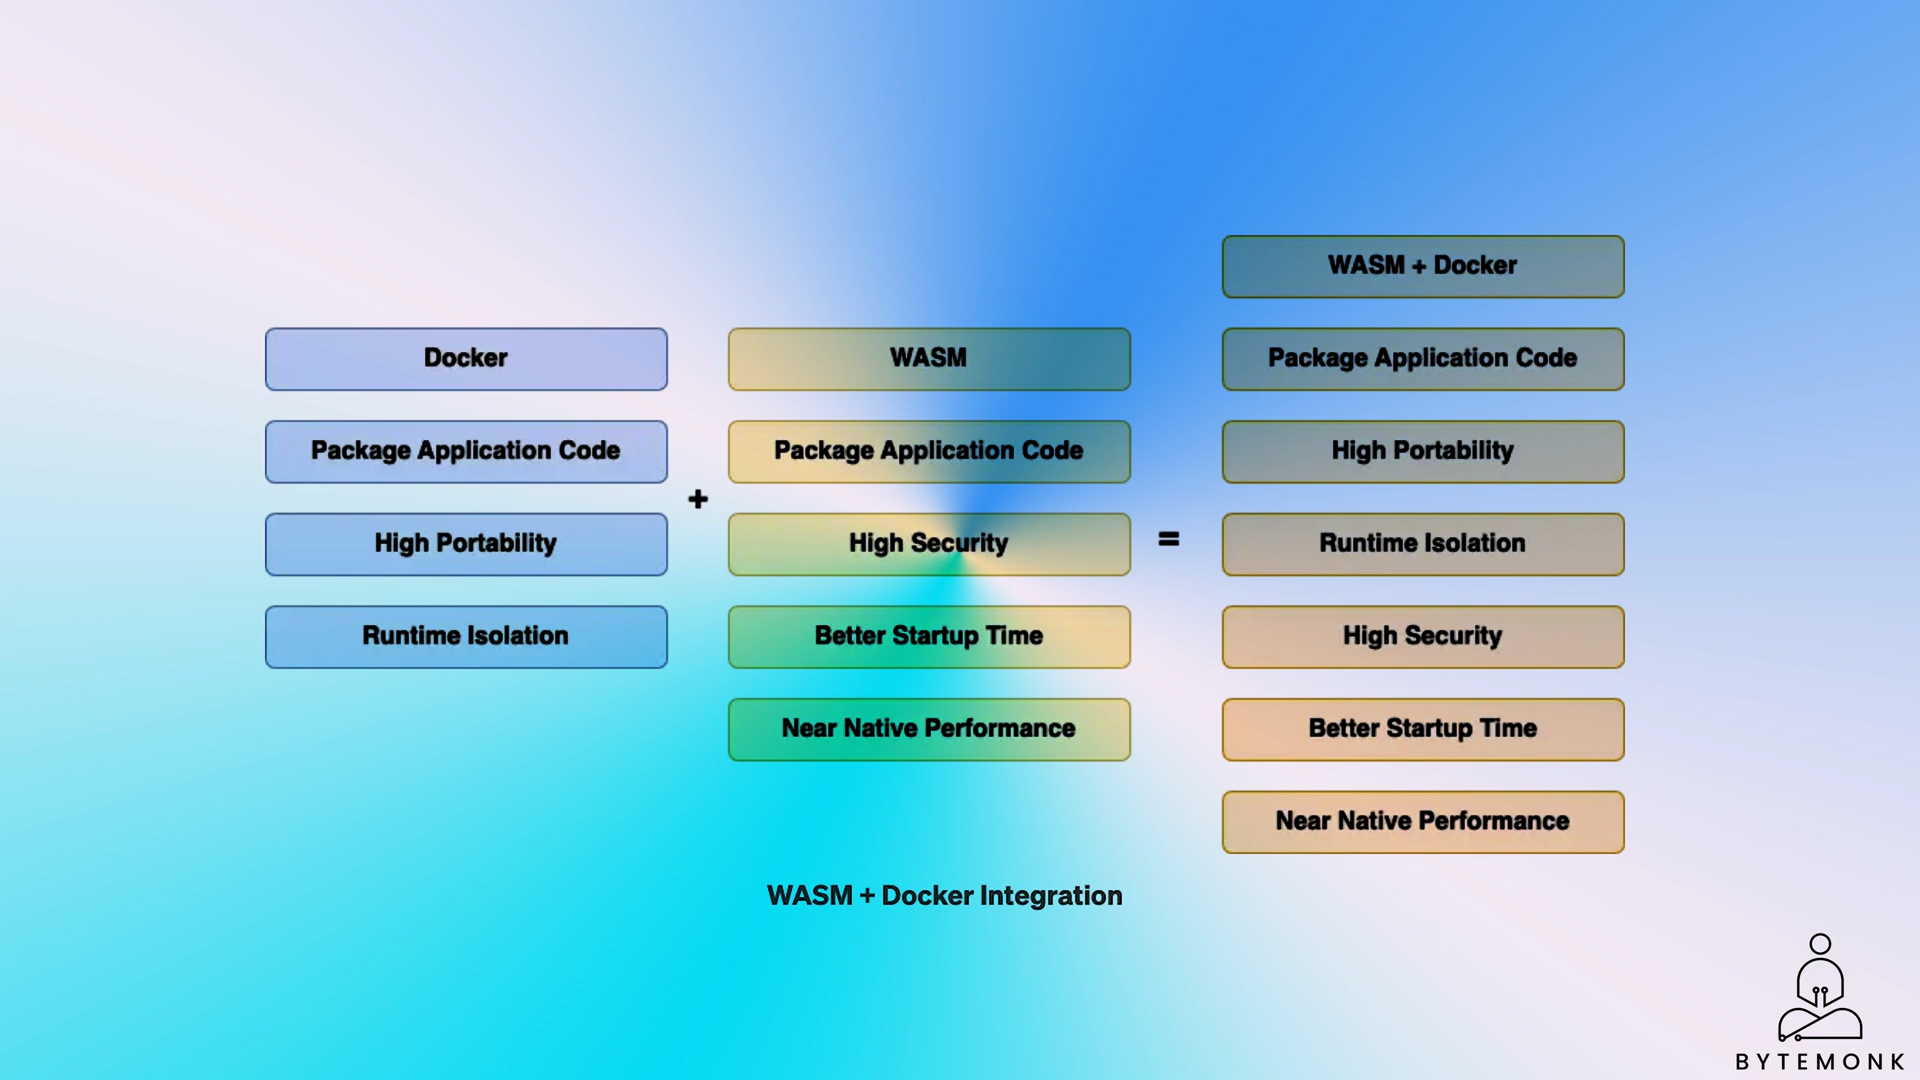 Docker
Package Application Code
High Portability
Runtime Isolation
+
WASM
Package Application Code
High Security
Better Startup Time
Near Native Performance
=
WASM + Docker
Package Application Code
High Portability
Runtime Isolation
High Security
Better Startup Time
Near Native Performance
WASM + Docker Integration
BYTEMONK